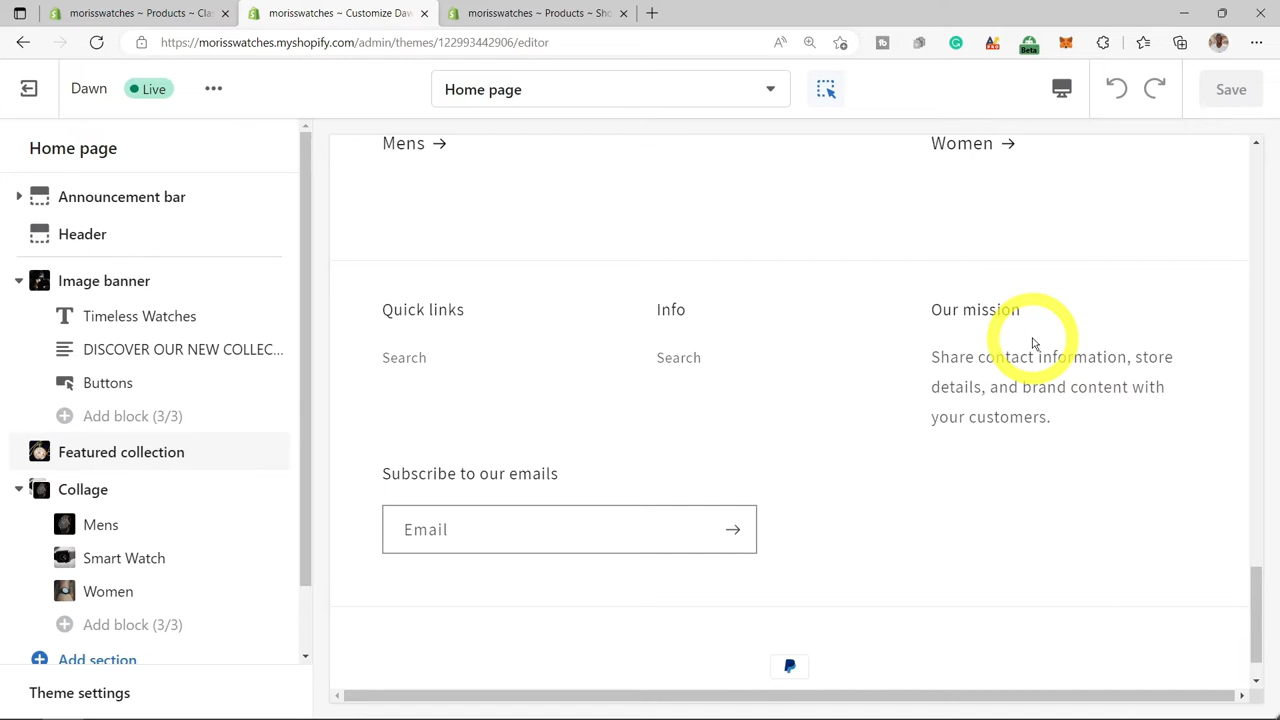 morisswatches ~ Products ~ Cla
morisswatches ~ Customize Daw
morisswatches ~ Products ~ Sho
https://morisswatches.myshopify.com/admin/themes/122993442906/editor
Beta
Dawn
Live
Home page
Save
Home page
Announcement bar
Header
Image banner
Timeless Watches
DISCOVER OUR NEW COLLEC...
Buttons
Add block (3/3)
Featured collection
Collage
Mens
Smart Watch
Women
Add block (3/3)
Add section
Theme settings
Mens →
Women →
Quick links
Search
Info
Search
Our mission
Share contact information, store
details, and brand content with
your customers.
Subscribe to our emails
Email